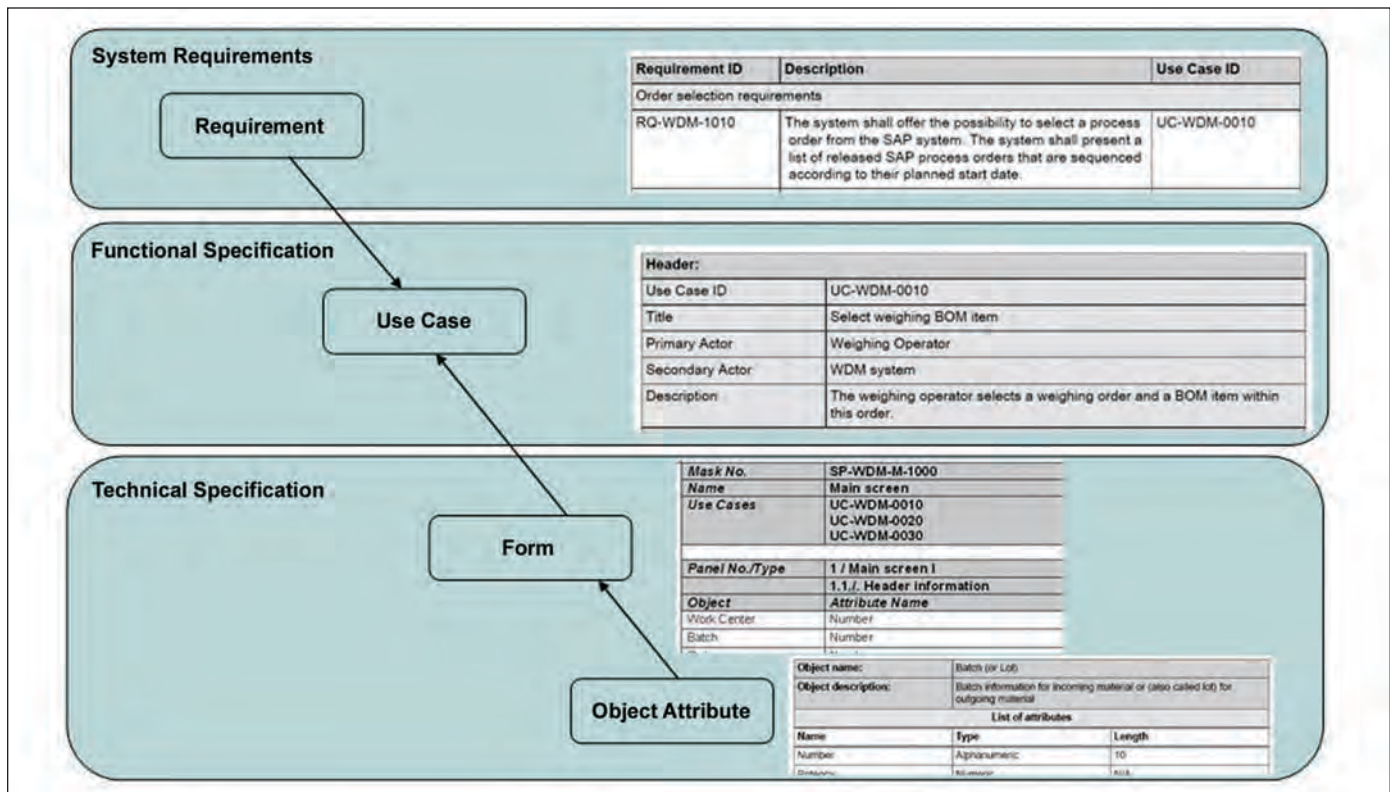 System Requirements
Requirement
Requirement ID Description Use Case ID
Order selection requirements
RQ-WDM-1010 The system shall offer the possibility to select a process UC-WDM-0010
order from the SAP system. The system shall present a
list of released SAP process orders that are sequenced
according to their planned start date.
Functional Specification
Use Case
Header:
Use Case ID UC-WDM-0010
Title Select weighing BOM item
Primary Actor Weighing Operator
Secondary Actor WDM system
Description The weighing operator selects a weighing order and a BOM item within
this order.
Technical Specification
Form
Mask No. SP-WDM-M-1000
Name Main screen
Use Cases UC-WDM-0010
UC-WDM-0020
UC-WDM-0030
Panel No./Type 1 / Main screen I
1.1./. Header Information
Object Attribute Name
Work Center Number
Batch Number
Object Attribute
Object name: Batch (or Lot)
Object description: Batch information for incoming material or (also called lot) for
outgoing material
List of attributes
Name Type Length
Number Alphanumeric 10